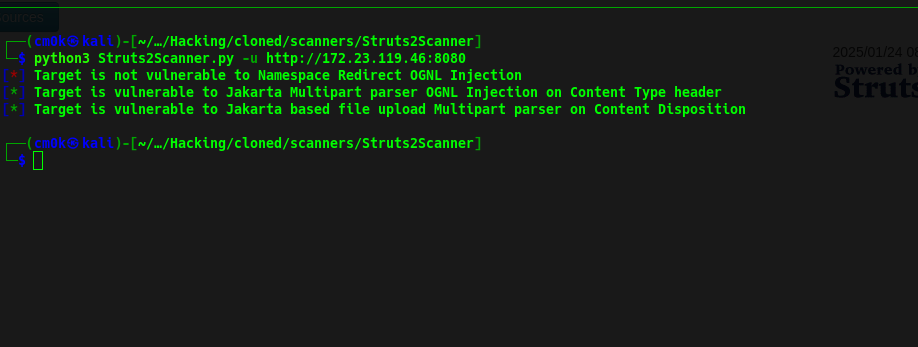 ources
┌──(cm0k㉿kali)-[~/…/Hacking/cloned/scanners/Struts2Scanner]
└─$ python3 Struts2Scanner.py -u http://172.23.119.46:8080
[*] Target is not vulnerable to Namespace Redirect OGNL Injection
2025/01/24 0
Powered b
[*] Target is vulnerable to Jakarta Multipart parser OGNL Injection on Content Type header
Struts
[*] Target is vulnerable to Jakarta based file upload Multipart parser on Content Disposition
┌──(cm0k㉿kali)-[~/…/Hacking/cloned/scanners/Struts2Scanner]
└─$